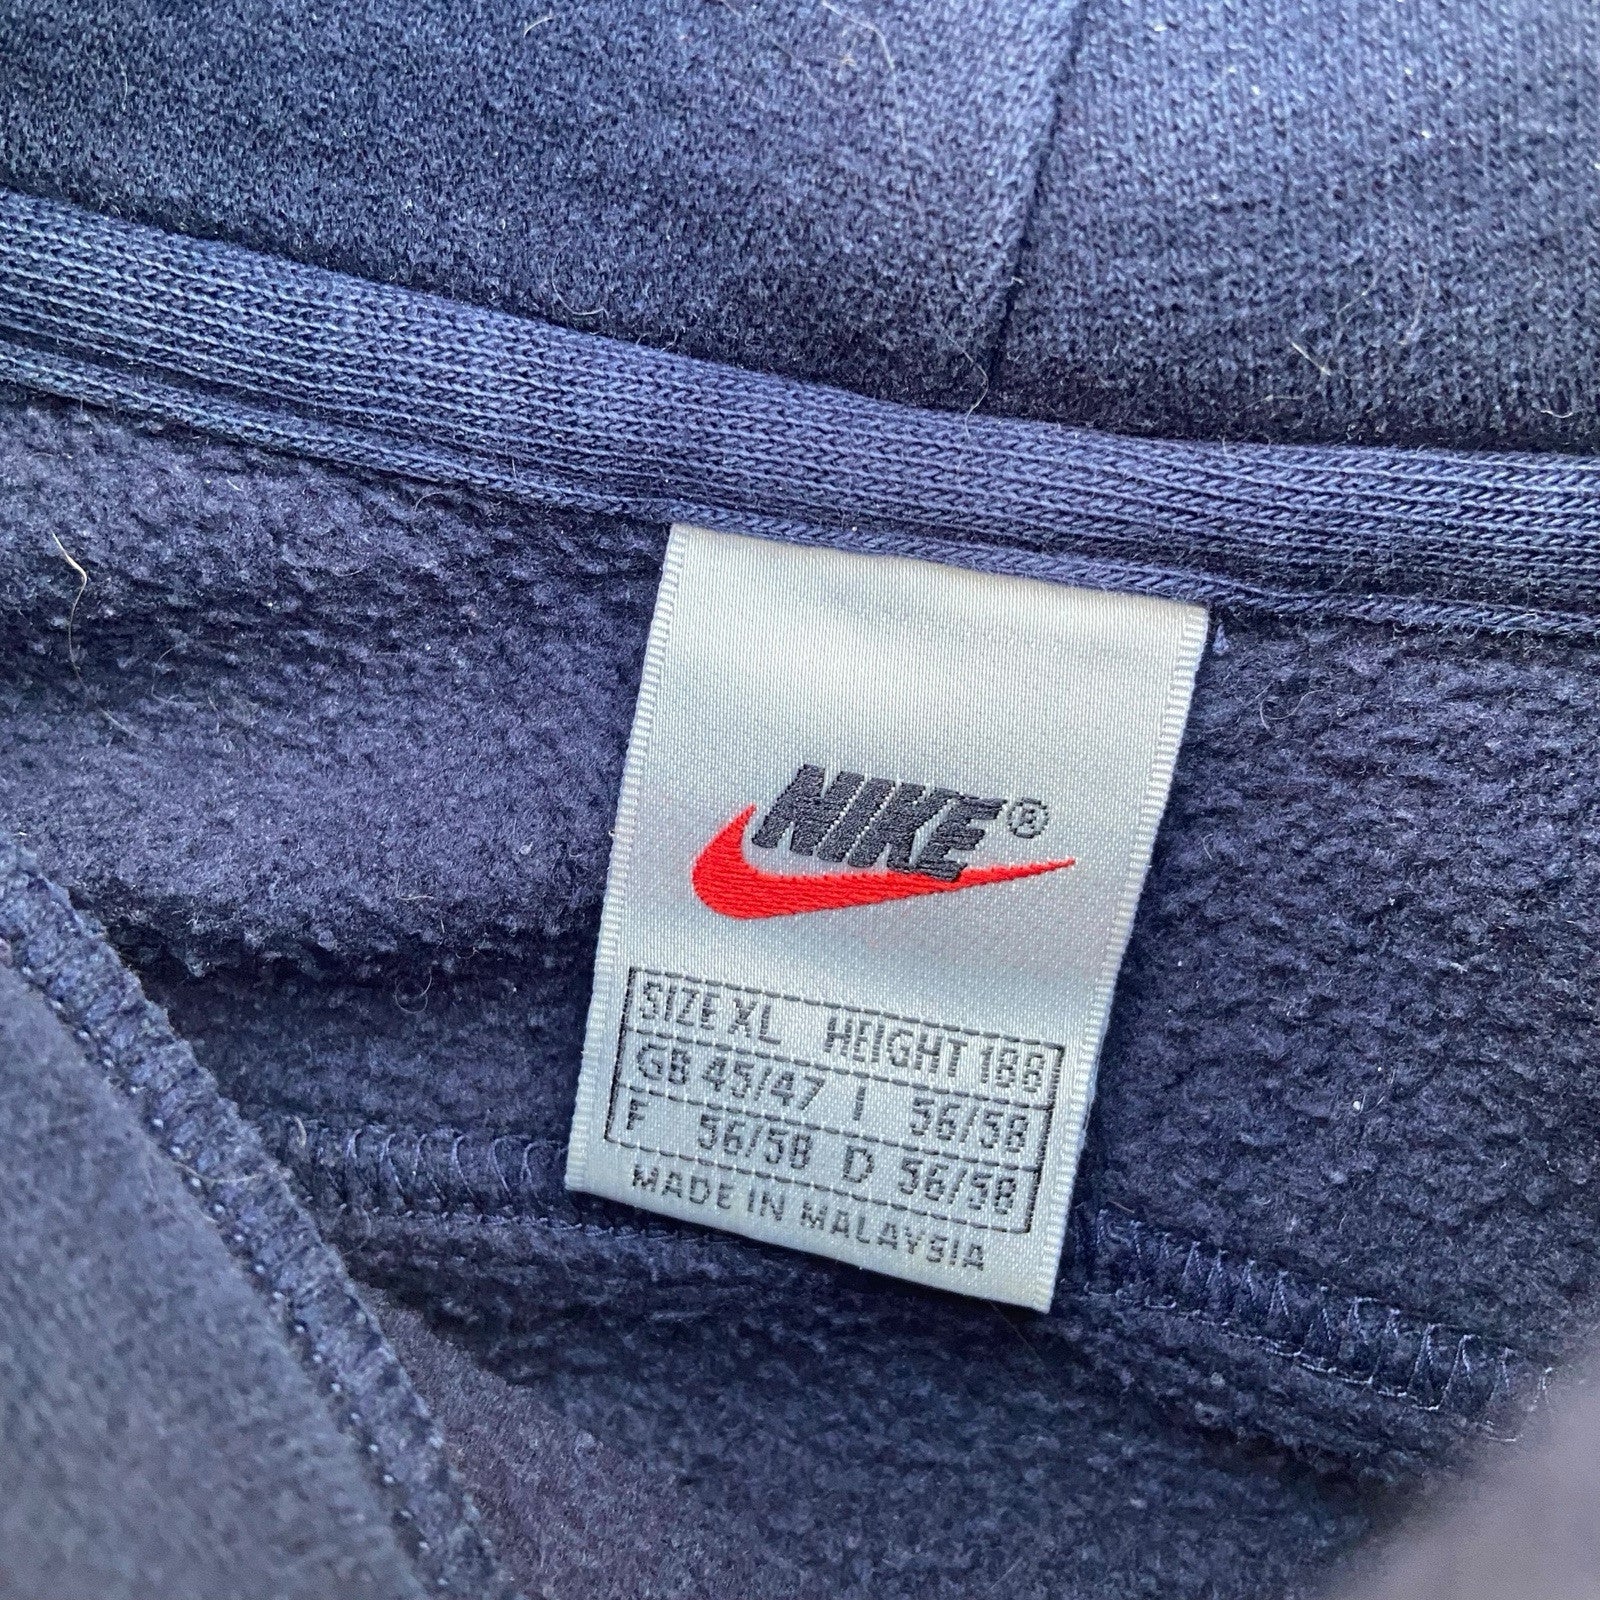 NIKE®
SIZE XL HEIGHT 188
GB 45/47 I 56/58
F 56/58 D 56/58
MADE IN MALAYSIA